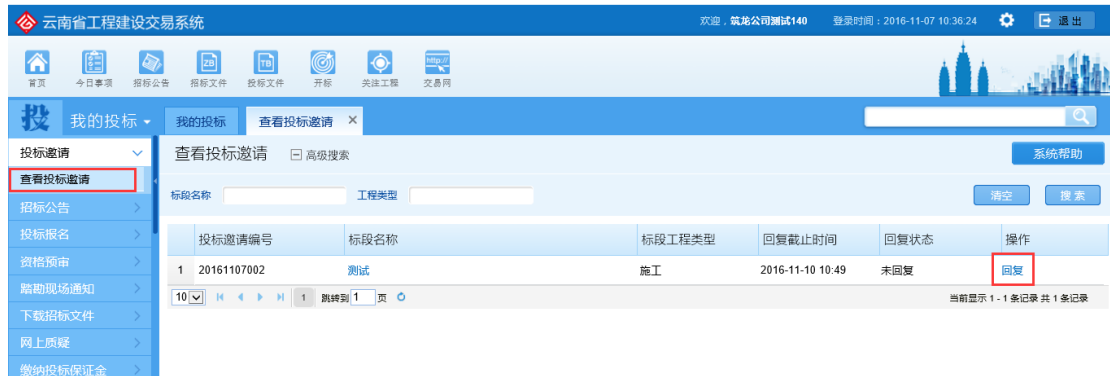 云南省工程建设交易系统 欢迎，筑龙公司测试140 登录时间：2016-11-07 10:36:24 退出
ZB TB http://
首页 今日事项 招标公告 招标文件 投标文件 开标 关注工程 交易网
投 我的投标 我的投标 查看投标邀请 ×
投标邀请 查看投标邀请 高级搜索 系统帮助
查看投标邀请
标段名称 工程类型 清空 搜索
招标公告
投标报名 投标邀请编号 标段名称 标段工程类型 回复截止时间 回复状态 操作
资格预审 1 20161107002 测试 施工 2016-11-10 10:49 未回复 回复
踏勘现场通知 10 1 跳转到 1 页 当前显示 1 - 1 条记录 共 1 条记录
下载招标文件
网上质疑
缴纳投标保证金